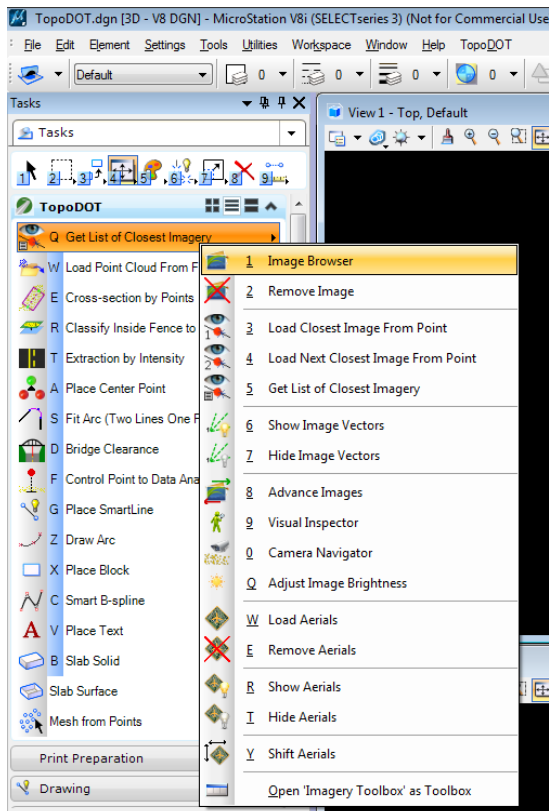 TopoDOT.dgn [3D - V8 DGN] - MicroStation V8i (SELECTseries 3) (Not for Commercial Use
File Edit Element Settings Tools Utilities Workspace Window Help TopoDOT
Default 0 0 0 0
Tasks
View 1 - Top, Default
Tasks
1 2 3 4 5 6 7 8 9
TopoDOT
Q Get List of Closest Imagery
W Load Point Cloud From F
E Cross-section by Points
R Classify Inside Fence to
T Extraction by Intensity
A Place Center Point
S Fit Arc (Two Lines One P
D Bridge Clearance
F Control Point to Data Ana
G Place SmartLine
Z Draw Arc
X Place Block
C Smart B-spline
V Place Text
B Slab Solid
Slab Surface
Mesh from Points
Print Preparation
Drawing
1 Image Browser
2 Remove Image
3 Load Closest Image From Point
4 Load Next Closest Image From Point
5 Get List of Closest Imagery
6 Show Image Vectors
7 Hide Image Vectors
8 Advance Images
9 Visual Inspector
0 Camera Navigator
Q Adjust Image Brightness
W Load Aerials
E Remove Aerials
R Show Aerials
T Hide Aerials
Y Shift Aerials
Open 'Imagery Toolbox' as Toolbox